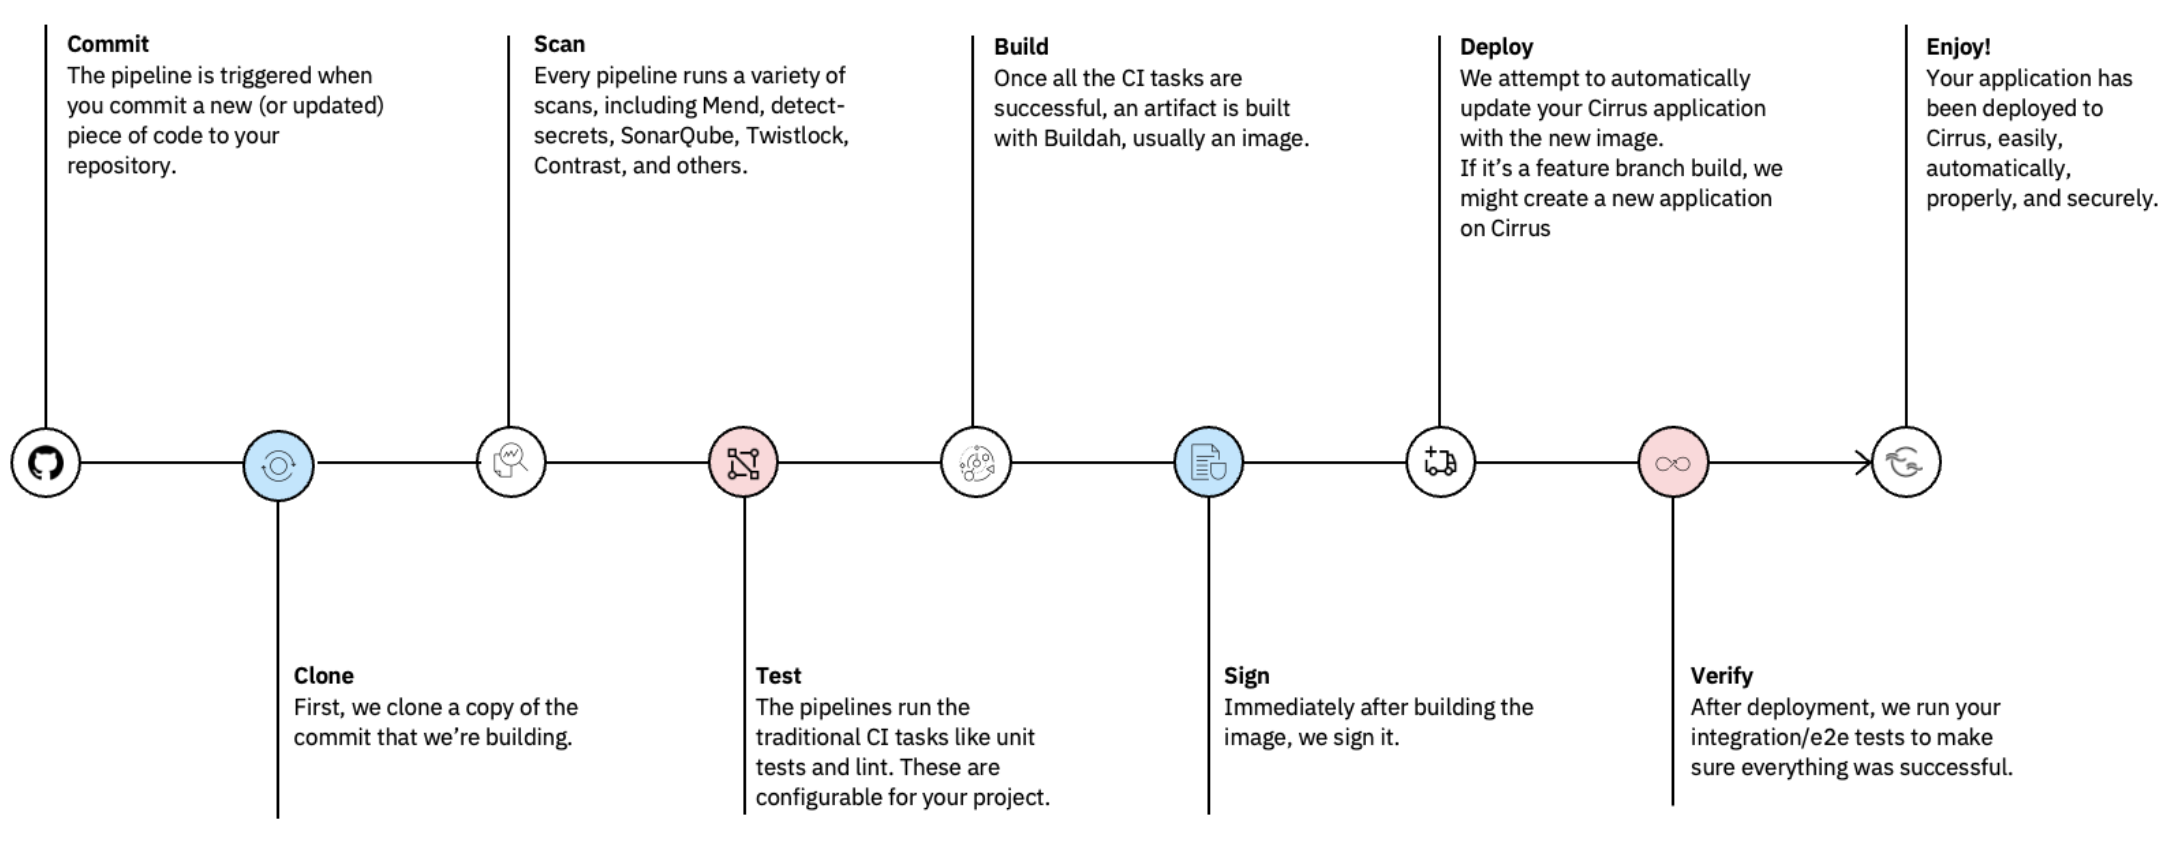 Commit
The pipeline is triggered when
you commit a new (or updated)
piece of code to your
repository.
Clone
First, we clone a copy of the
commit that we're building.
Scan
Every pipeline runs a variety of
scans, including Mend, detect-
secrets, SonarQube, Twistlock,
Contrast, and others.
Test
The pipelines run the
traditional CI tasks like unit
tests and lint. These are
configurable for your project.
Build
Once all the CI tasks are
successful, an artifact is built
with Buildah, usually an image.
Sign
Immediately after building the
image, we sign it.
Deploy
We attempt to automatically
update your Cirrus application
with the new image.
If it's a feature branch build, we
might create a new application
on Cirrus
Verify
After deployment, we run your
integration/e2e tests to make
sure everything was successful.
Enjoy!
Your application has
been deployed to
Cirrus, easily,
automatically,
properly, and securely.